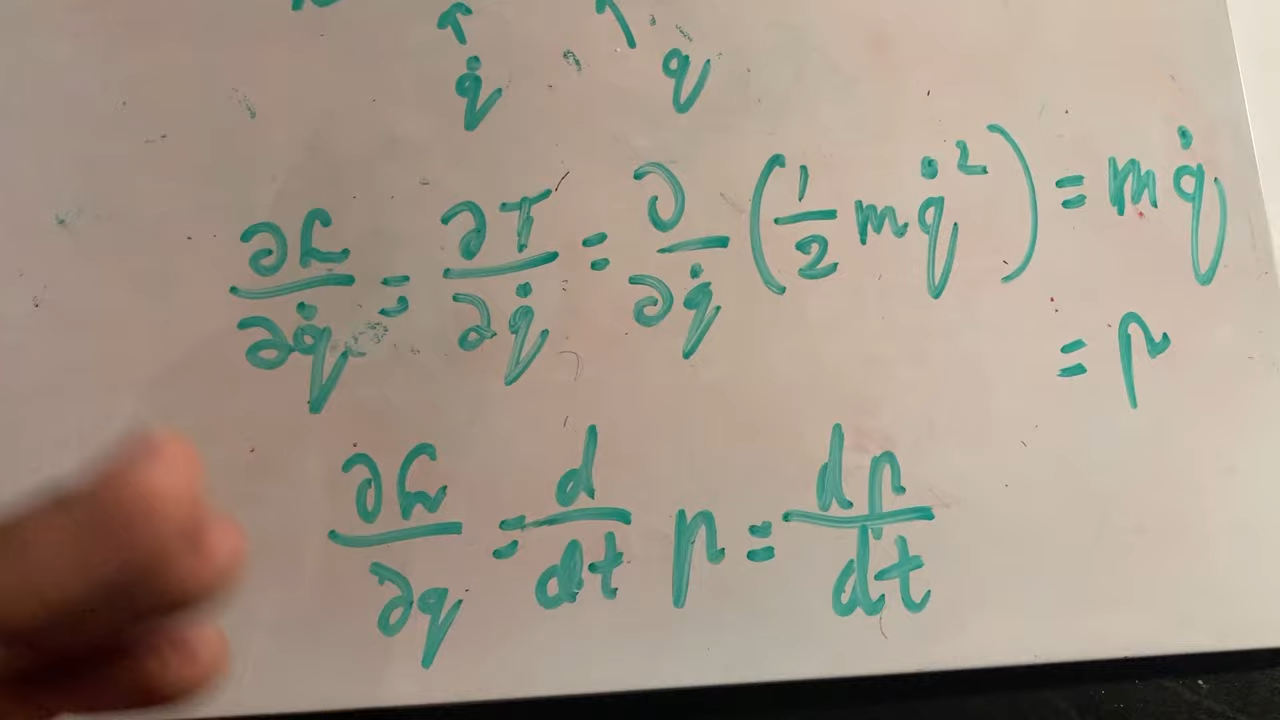 q̇ q
∂L/∂q̇ = ∂T/∂q̇ = ∂/∂q̇ (1/2 m q̇²) = m q̇
= p
∂L/∂q = d/dt p = dp/dt